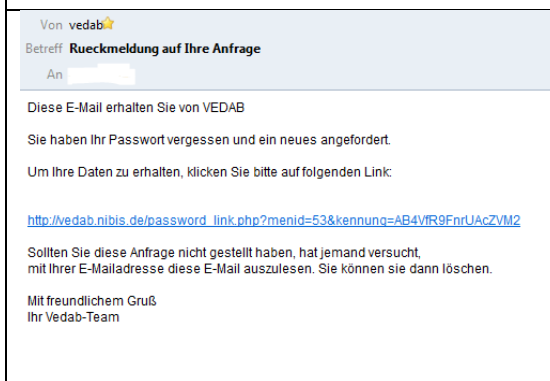 Von vedab
Betreff Rueckmeldung auf Ihre Anfrage
An
Diese E-Mail erhalten Sie von VEDAB
Sie haben Ihr Passwort vergessen und ein neues angefordert.
Um Ihre Daten zu erhalten, klicken Sie bitte auf folgenden Link:
http://vedab.nibis.de/password_link.php?menid=53&kennung=AB4VfR9FnrUAcZVM2
Sollten Sie diese Anfrage nicht gestellt haben, hat jemand versucht,
mit Ihrer E-Mailadresse diese E-Mail auszulesen. Sie können sie dann löschen.
Mit freundlichem Gruß
Ihr Vedab-Team